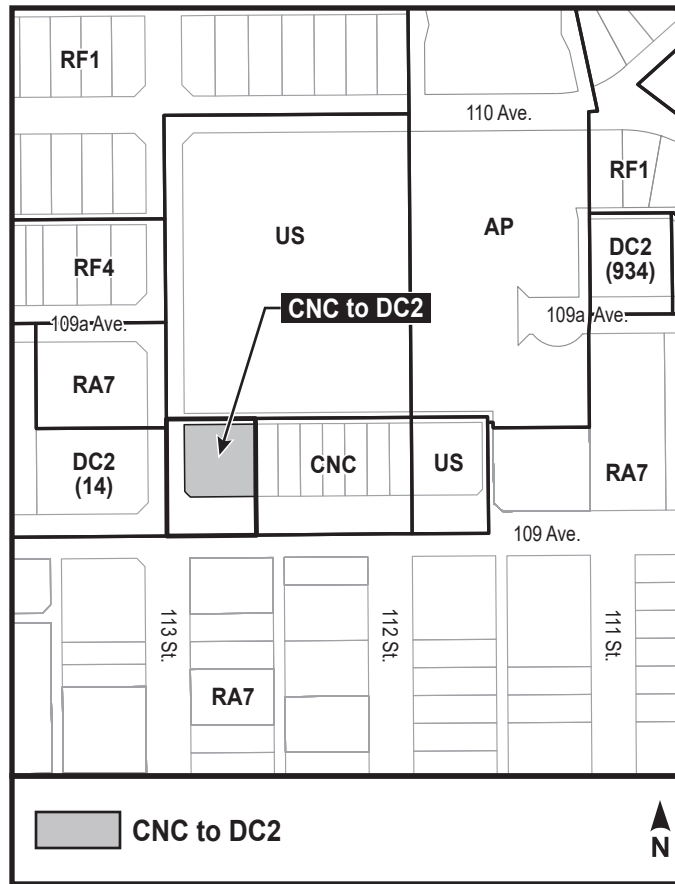 RF1
110 Ave.
RF1
US
AP
DC2
(934)
RF4
CNC to DC2
109a Ave.
109a Ave.
RA7
DC2
(14)
CNC
US
RA7
109 Ave.
113 St.
112 St.
111 St.
RA7
CNC to DC2
N